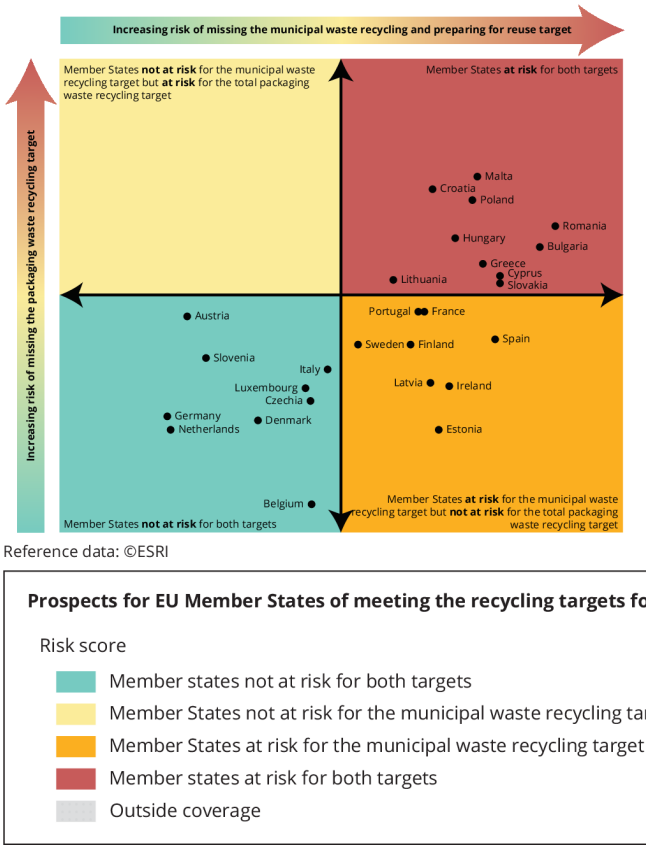 Increasing risk of missing the municipal waste recycling and preparing for reuse target
Increasing risk of missing the packaging waste recycling target
Member States not at risk for the municipal waste
recycling target but at risk for the total packaging
waste recycling target
Member States at risk for both targets
Malta
Croatia
Poland
Romania
Hungary
Bulgaria
Greece
Cyprus
Lithuania
Slovakia
Portugal
France
Austria
Spain
Sweden
Finland
Slovenia
Italy
Latvia
Ireland
Luxembourg
Czechia
Germany
Denmark
Netherlands
Estonia
Belgium
Member States at risk for the municipal waste
recycling target but not at risk for the total packaging
waste recycling target
Member States not at risk for both targets
Reference data: ©ESRI
Prospects for EU Member States of meeting the recycling targets fo
Risk score
Member states not at risk for both targets
Member States not at risk for the municipal waste recycling ta
Member States at risk for the municipal waste recycling target
Member states at risk for both targets
Outside coverage